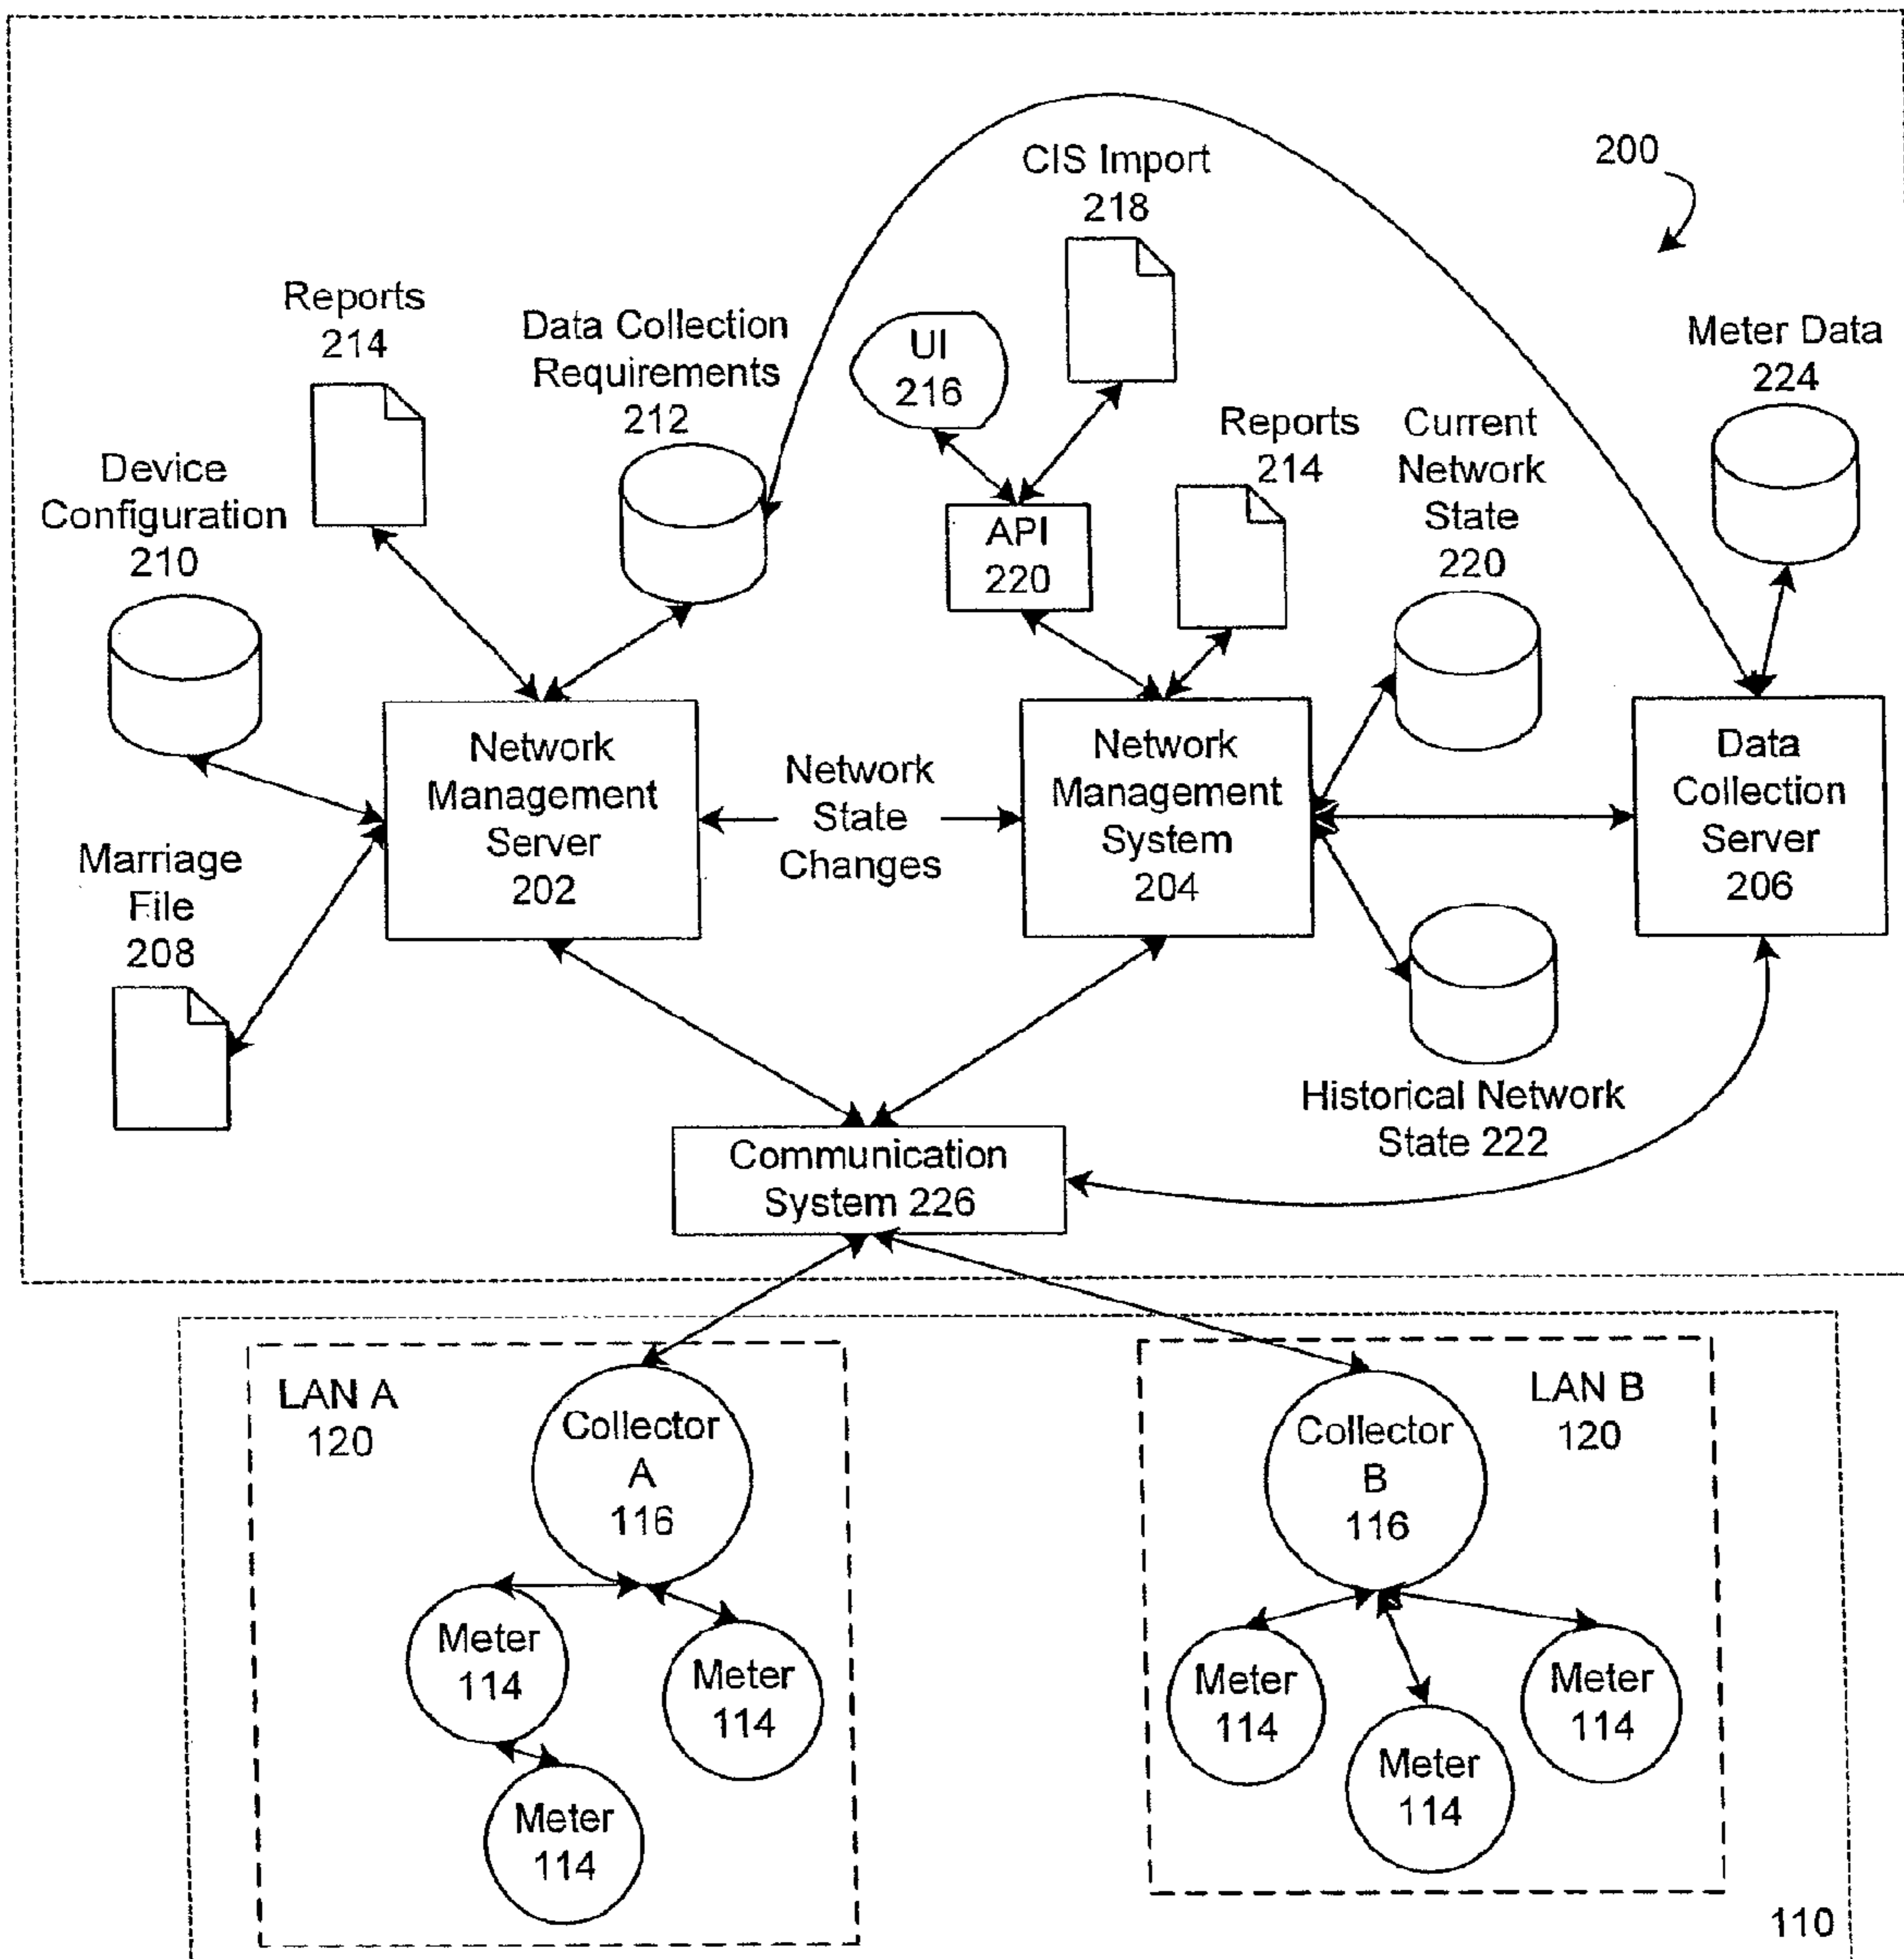 200
CIS Import
218
Reports
214
Data Collection
Requirements
212
UI
216
Meter Data
224
Device
Configuration
210
API
220
Reports
214
Current
Network
State
220
Network
Management
Server
202
Network
State
Changes
Network
Management
System
204
Data
Collection
Server
206
Marriage
File
208
Historical Network
State 222
Communication
System 226
LAN A
120
Collector
A
116
Meter
114
Meter
114
Meter
114
LAN B
120
Collector
B
116
Meter
114
Meter
114
Meter
114
110